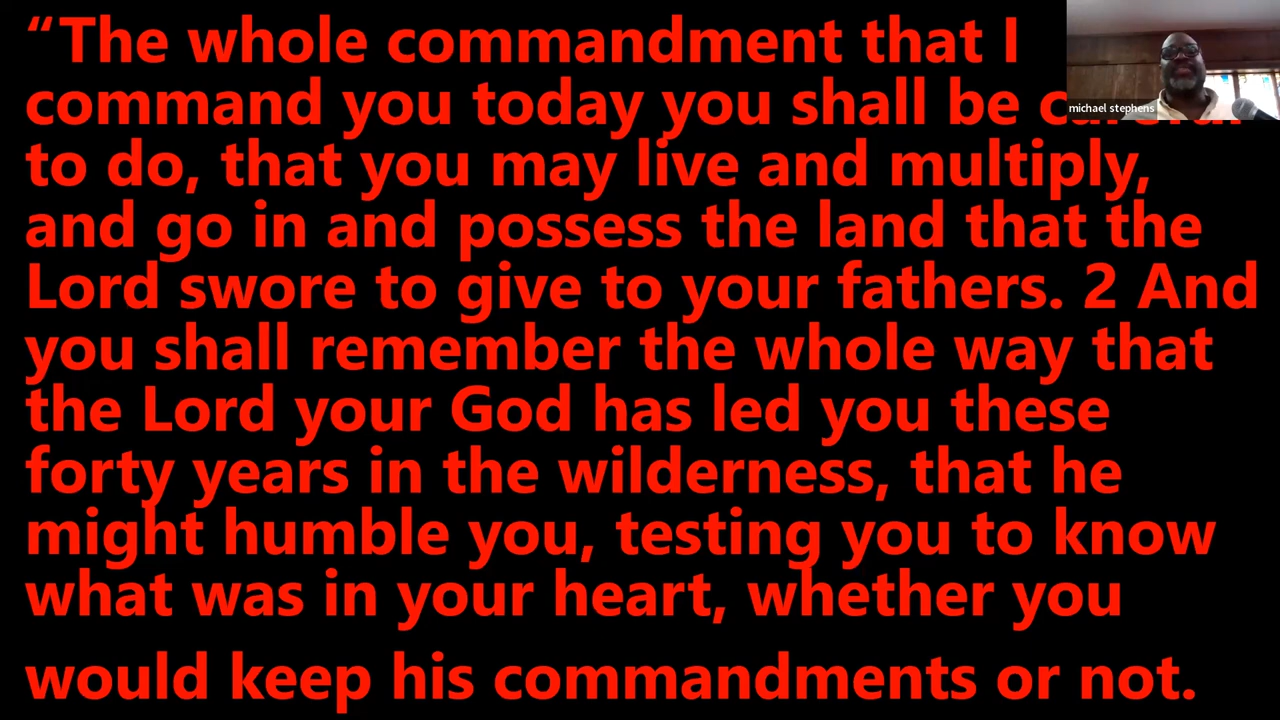 “The whole commandment that I
command you today you shall be
to do, that you may live and multiply,
and go in and possess the land that the
Lord swore to give to your fathers. 2 And
you shall remember the whole way that
the Lord your God has led you these
forty years in the wilderness, that he
might humble you, testing you to know
what was in your heart, whether you
would keep his commandments or not.
michael stephens